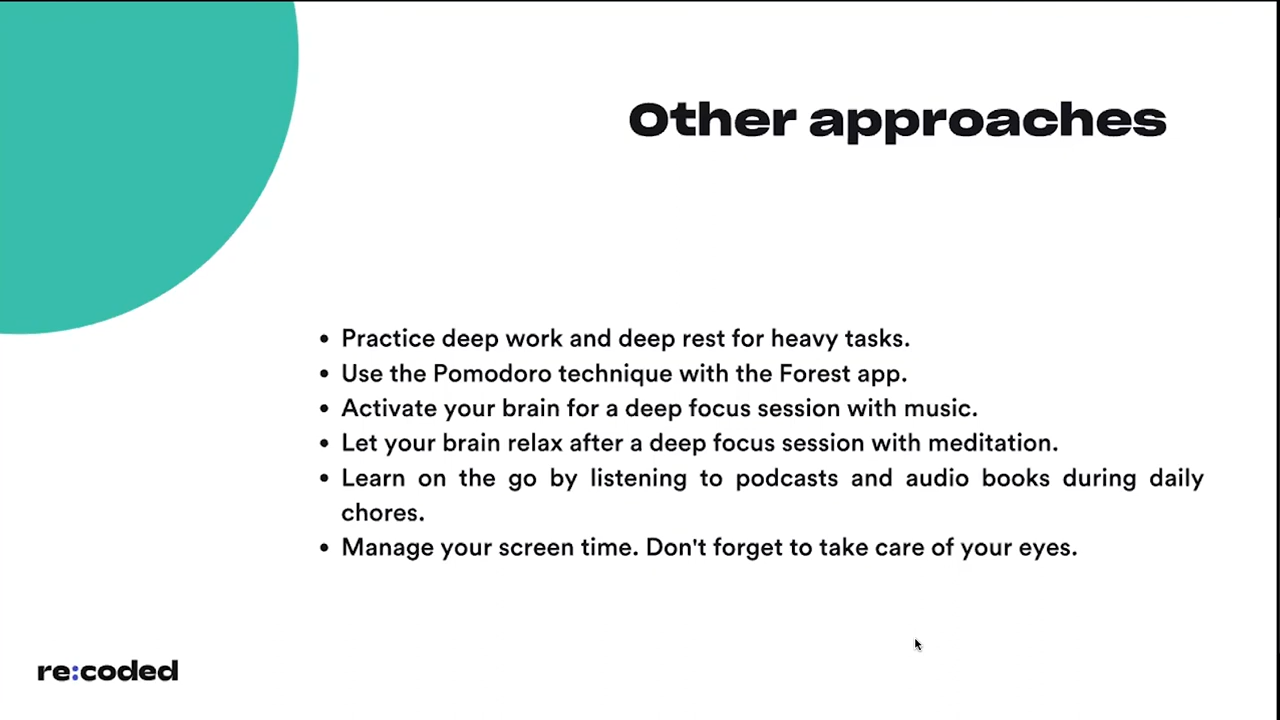 Other approaches
• Practice deep work and deep rest for heavy tasks.
• Use the Pomodoro technique with the Forest app.
• Activate your brain for a deep focus session with music.
• Let your brain relax after a deep focus session with meditation.
• Learn on the go by listening to podcasts and audio books during daily
chores.
• Manage your screen time. Don't forget to take care of your eyes.
re:coded